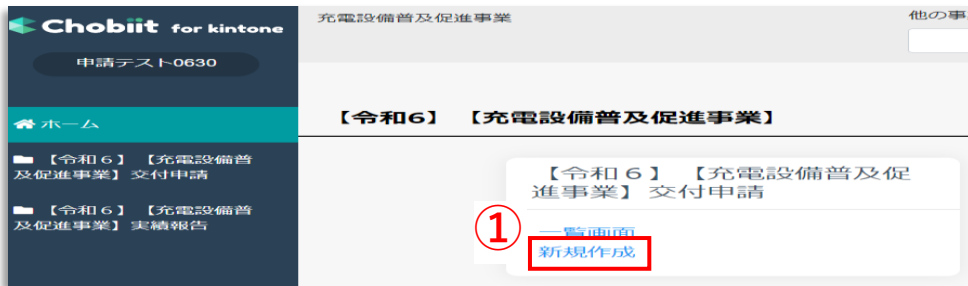 Chobiit for kintone
申請テスト0630
ホーム
【令和６】【充電設備普
及促進事業】交付申請
【令和６】【充電設備普
及促進事業】実績報告
充電設備普及促進事業
他の事
【令和6】【充電設備普及促進事業】
【令和６】【充電設備普及促
進事業】交付申請
①
一覧画面
新規作成